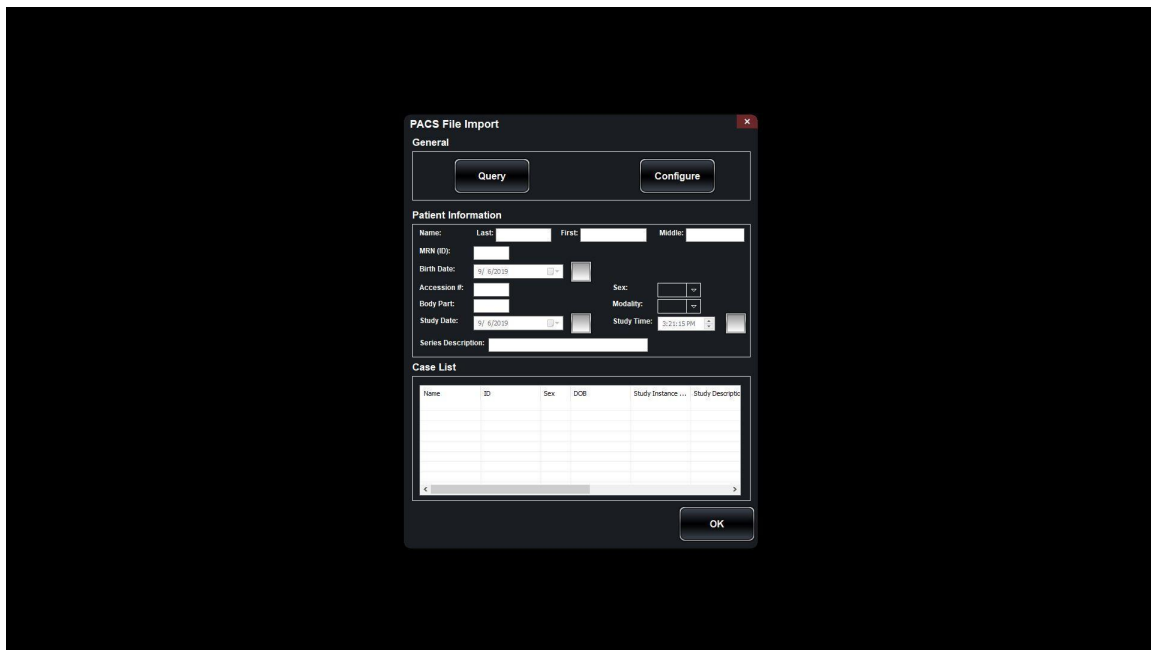 PACS File Import
General
Query Configure
Patient Information
Name: Last: First: Middle:
MRN (ID):
Birth Date: 9/ 6/2019
Accession #: Sex:
Body Part: Modality:
Study Date: 9/ 6/2019 Study Time: 3:21:15 PM
Series Description:
Case List
Name ID Sex DOB Study Instance ... Study Descriptio
OK